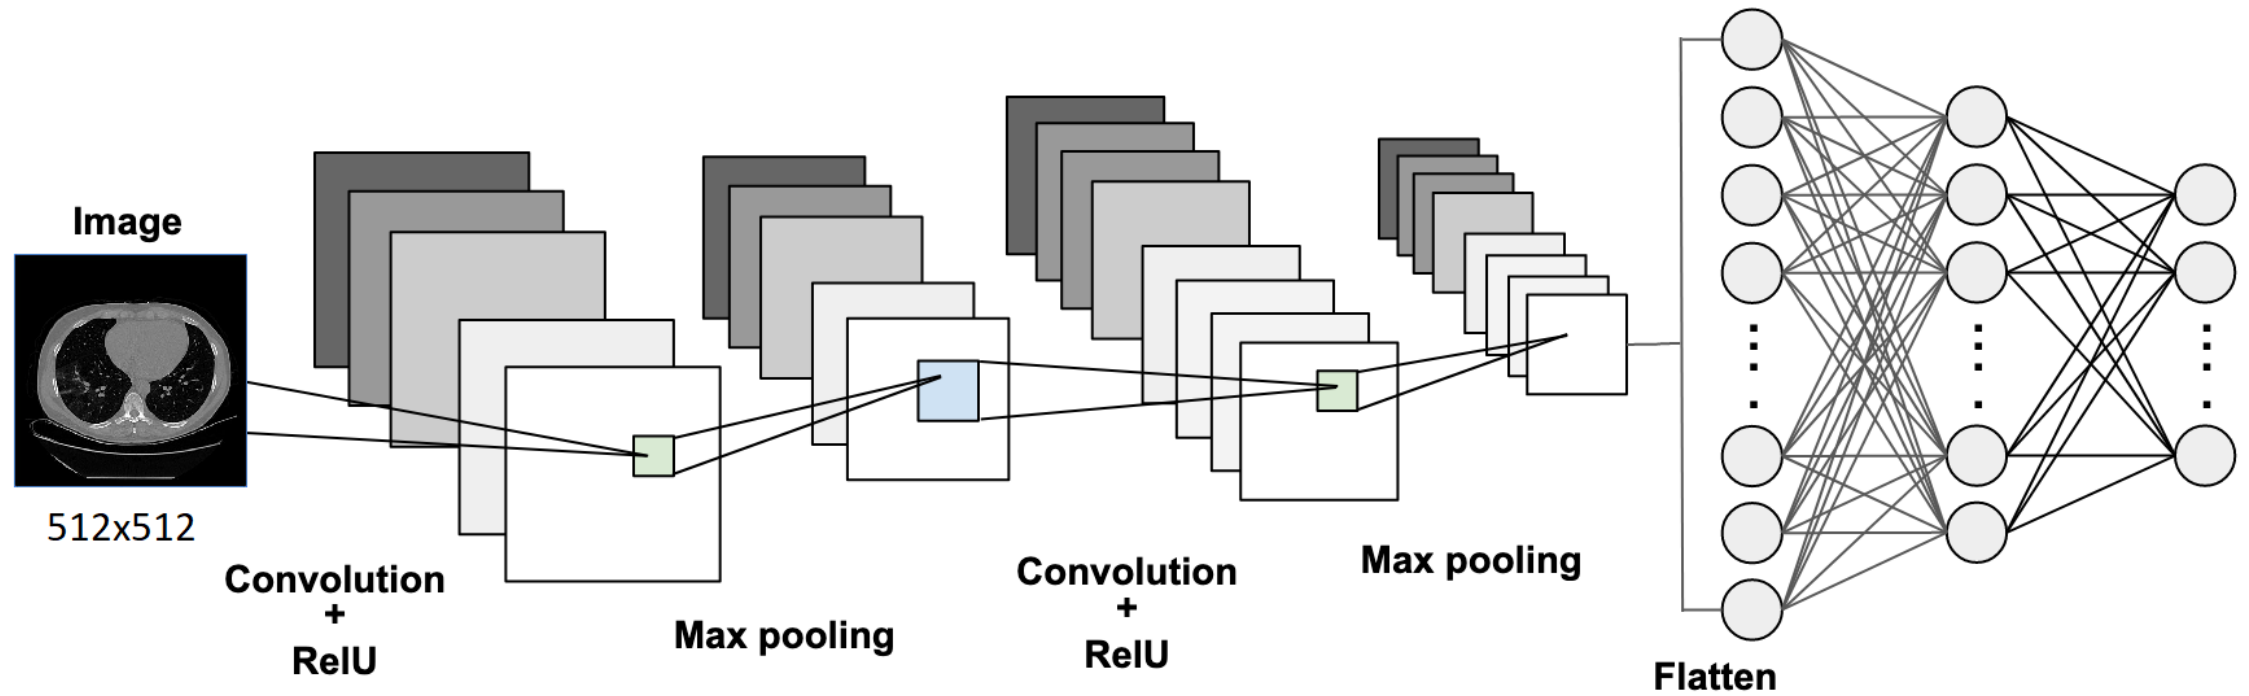 Image
512x512
Convolution
+
RelU
Max pooling
Convolution
+
RelU
Max pooling
Flatten